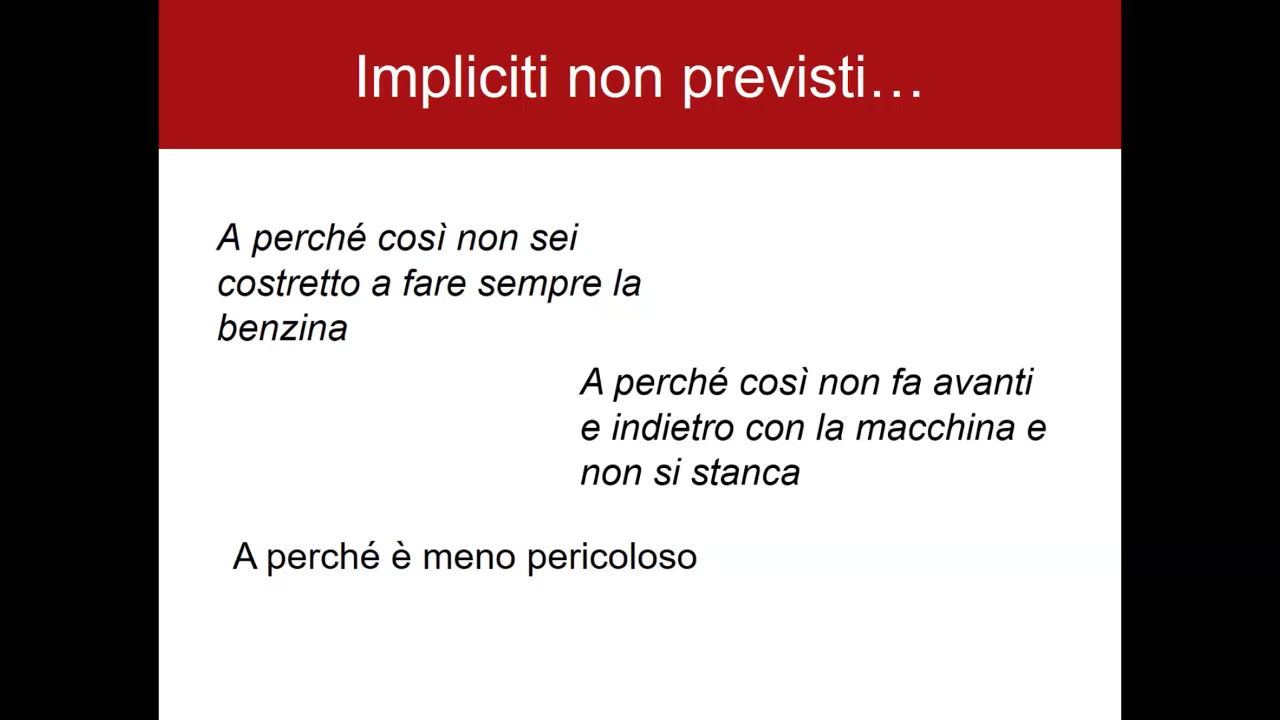 Impliciti non previsti…
A perché così non sei
costretto a fare sempre la
benzina
A perché così non fa avanti
e indietro con la macchina e
non si stanca
A perché è meno pericoloso